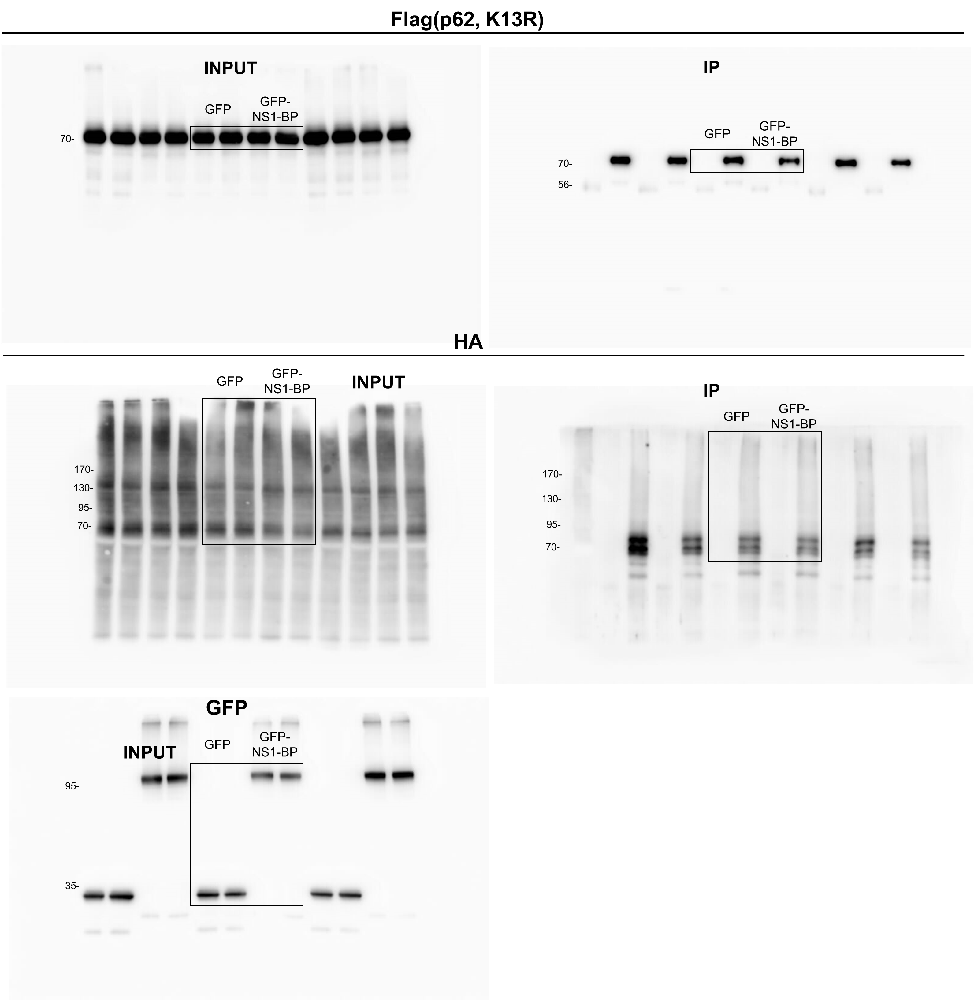 Flag(p62, K13R)
INPUT
GFP
GFP-
NS1-BP
70-
IP
GFP
GFP-
NS1-BP
70-
56-
HA
GFP
GFP-
NS1-BP
INPUT
170-
130-
95-
70-
IP
GFP
GFP-
NS1-BP
170-
130-
95-
70-
GFP
INPUT
GFP
GFP-
NS1-BP
95-
35-